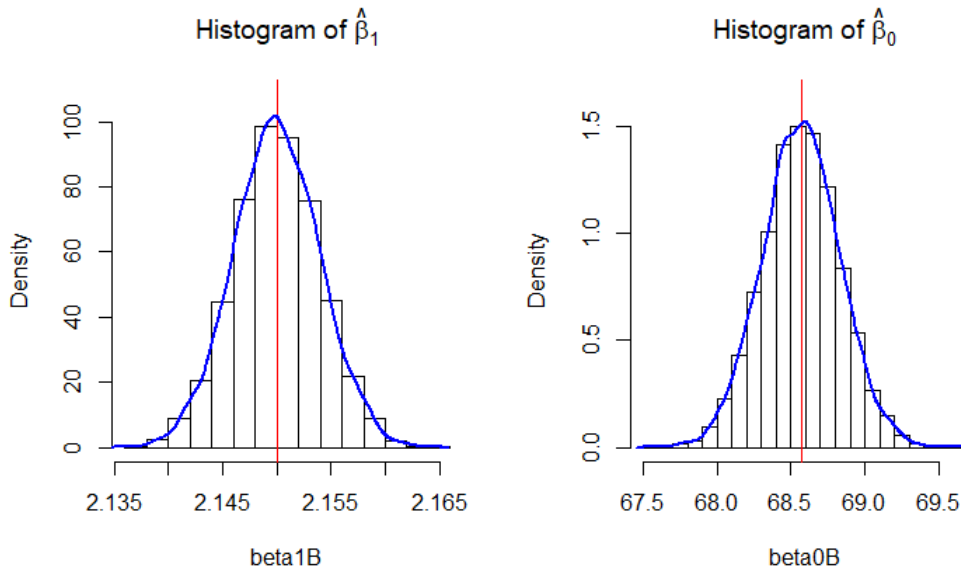 Histogram of β̂₁
Density
0 20 40 60 80 100
2.135 2.145 2.155 2.165
beta1B
Histogram of β̂₀
Density
0.0 0.5 1.0 1.5
67.5 68.0 68.5 69.0 69.5
beta0B